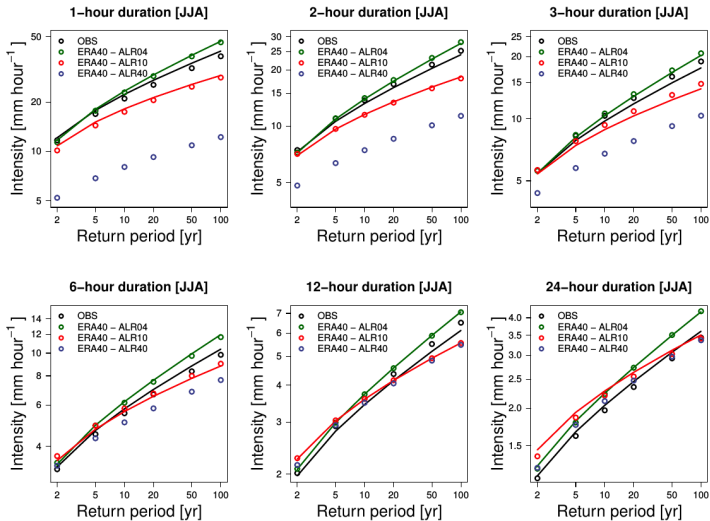 1−hour duration [JJA]
Intensity [mm hour⁻¹]
50
20
10
5
OBS
ERA40 − ALR04
ERA40 − ALR10
ERA40 − ALR40
2 5 10 20 50 100
Return period [yr]
2−hour duration [JJA]
Intensity [mm hour⁻¹]
30
25
20
15
10
5
OBS
ERA40 − ALR04
ERA40 − ALR10
ERA40 − ALR40
2 5 10 20 50 100
Return period [yr]
3−hour duration [JJA]
Intensity [mm hour⁻¹]
25
20
15
10
5
OBS
ERA40 − ALR04
ERA40 − ALR10
ERA40 − ALR40
2 5 10 20 50 100
Return period [yr]
6−hour duration [JJA]
Intensity [mm hour⁻¹]
14
12
10
8
6
4
OBS
ERA40 − ALR04
ERA40 − ALR10
ERA40 − ALR40
2 5 10 20 50 100
Return period [yr]
12−hour duration [JJA]
Intensity [mm hour⁻¹]
7
6
5
4
3
2
OBS
ERA40 − ALR04
ERA40 − ALR10
ERA40 − ALR40
2 5 10 20 50 100
Return period [yr]
24−hour duration [JJA]
Intensity [mm hour⁻¹]
4.0
3.5
3.0
2.5
2.0
1.5
OBS
ERA40 − ALR04
ERA40 − ALR10
ERA40 − ALR40
2 5 10 20 50 100
Return period [yr]